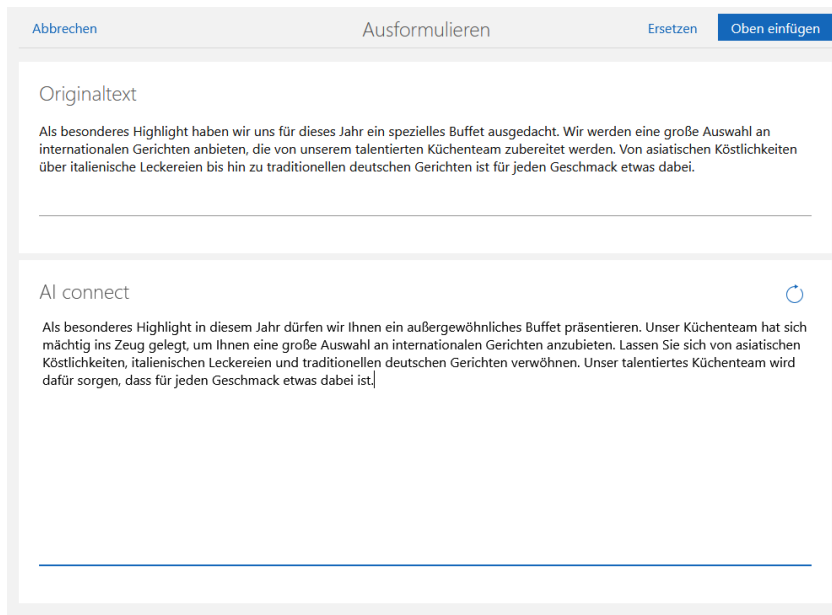 Abbrechen Ausformulieren Ersetzen Oben einfügen
Originaltext
Als besonderes Highlight haben wir uns für dieses Jahr ein spezielles Buffet ausgedacht. Wir werden eine große Auswahl an
internationalen Gerichten anbieten, die von unserem talentierten Küchenteam zubereitet werden. Von asiatischen Köstlichkeiten
über italienische Leckereien bis hin zu traditionellen deutschen Gerichten ist für jeden Geschmack etwas dabei.
AI connect
Als besonderes Highlight in diesem Jahr dürfen wir Ihnen ein außergewöhnliches Buffet präsentieren. Unser Küchenteam hat sich
mächtig ins Zeug gelegt, um Ihnen eine große Auswahl an internationalen Gerichten anzubieten. Lassen Sie sich von asiatischen
Köstlichkeiten, italienischen Leckereien und traditionellen deutschen Gerichten verwöhnen. Unser talentiertes Küchenteam wird
dafür sorgen, dass für jeden Geschmack etwas dabei ist.